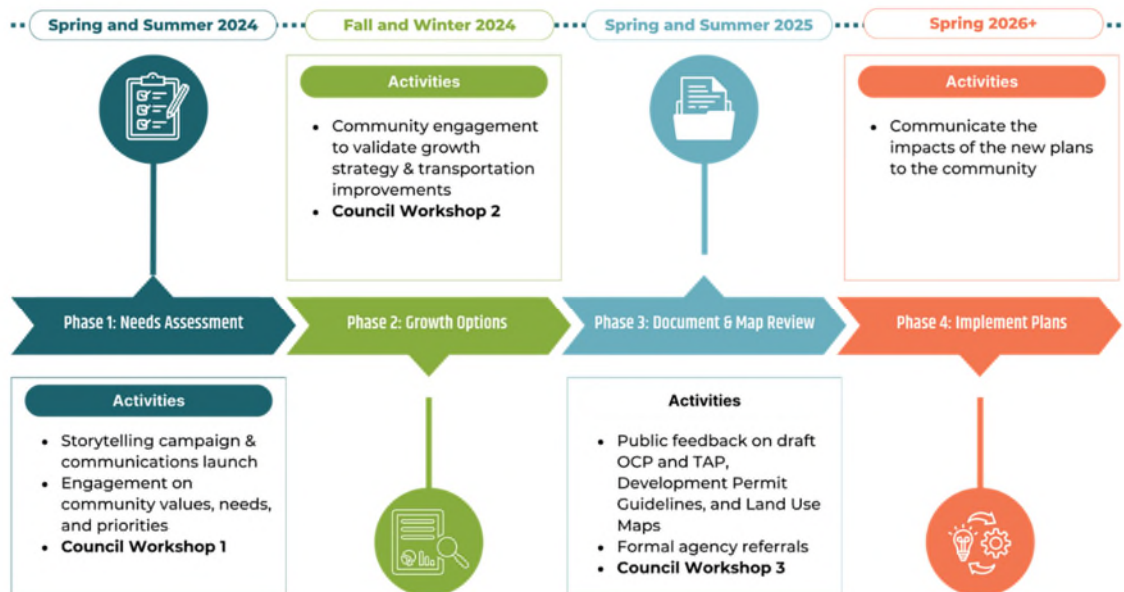 Spring and Summer 2024
Fall and Winter 2024
Spring and Summer 2025
Spring 2026+
Activities
• Community engagement
to validate growth
strategy & transportation
improvements
• Council Workshop 2
Activities
• Communicate the
impacts of the new plans
to the community
Phase 1: Needs Assessment
Phase 2: Growth Options
Phase 3: Document & Map Review
Phase 4: Implement Plans
Activities
• Storytelling campaign &
communications launch
• Engagement on
community values, needs,
and priorities
• Council Workshop 1
Activities
• Public feedback on draft
OCP and TAP,
Development Permit
Guidelines, and Land Use
Maps
• Formal agency referrals
• Council Workshop 3